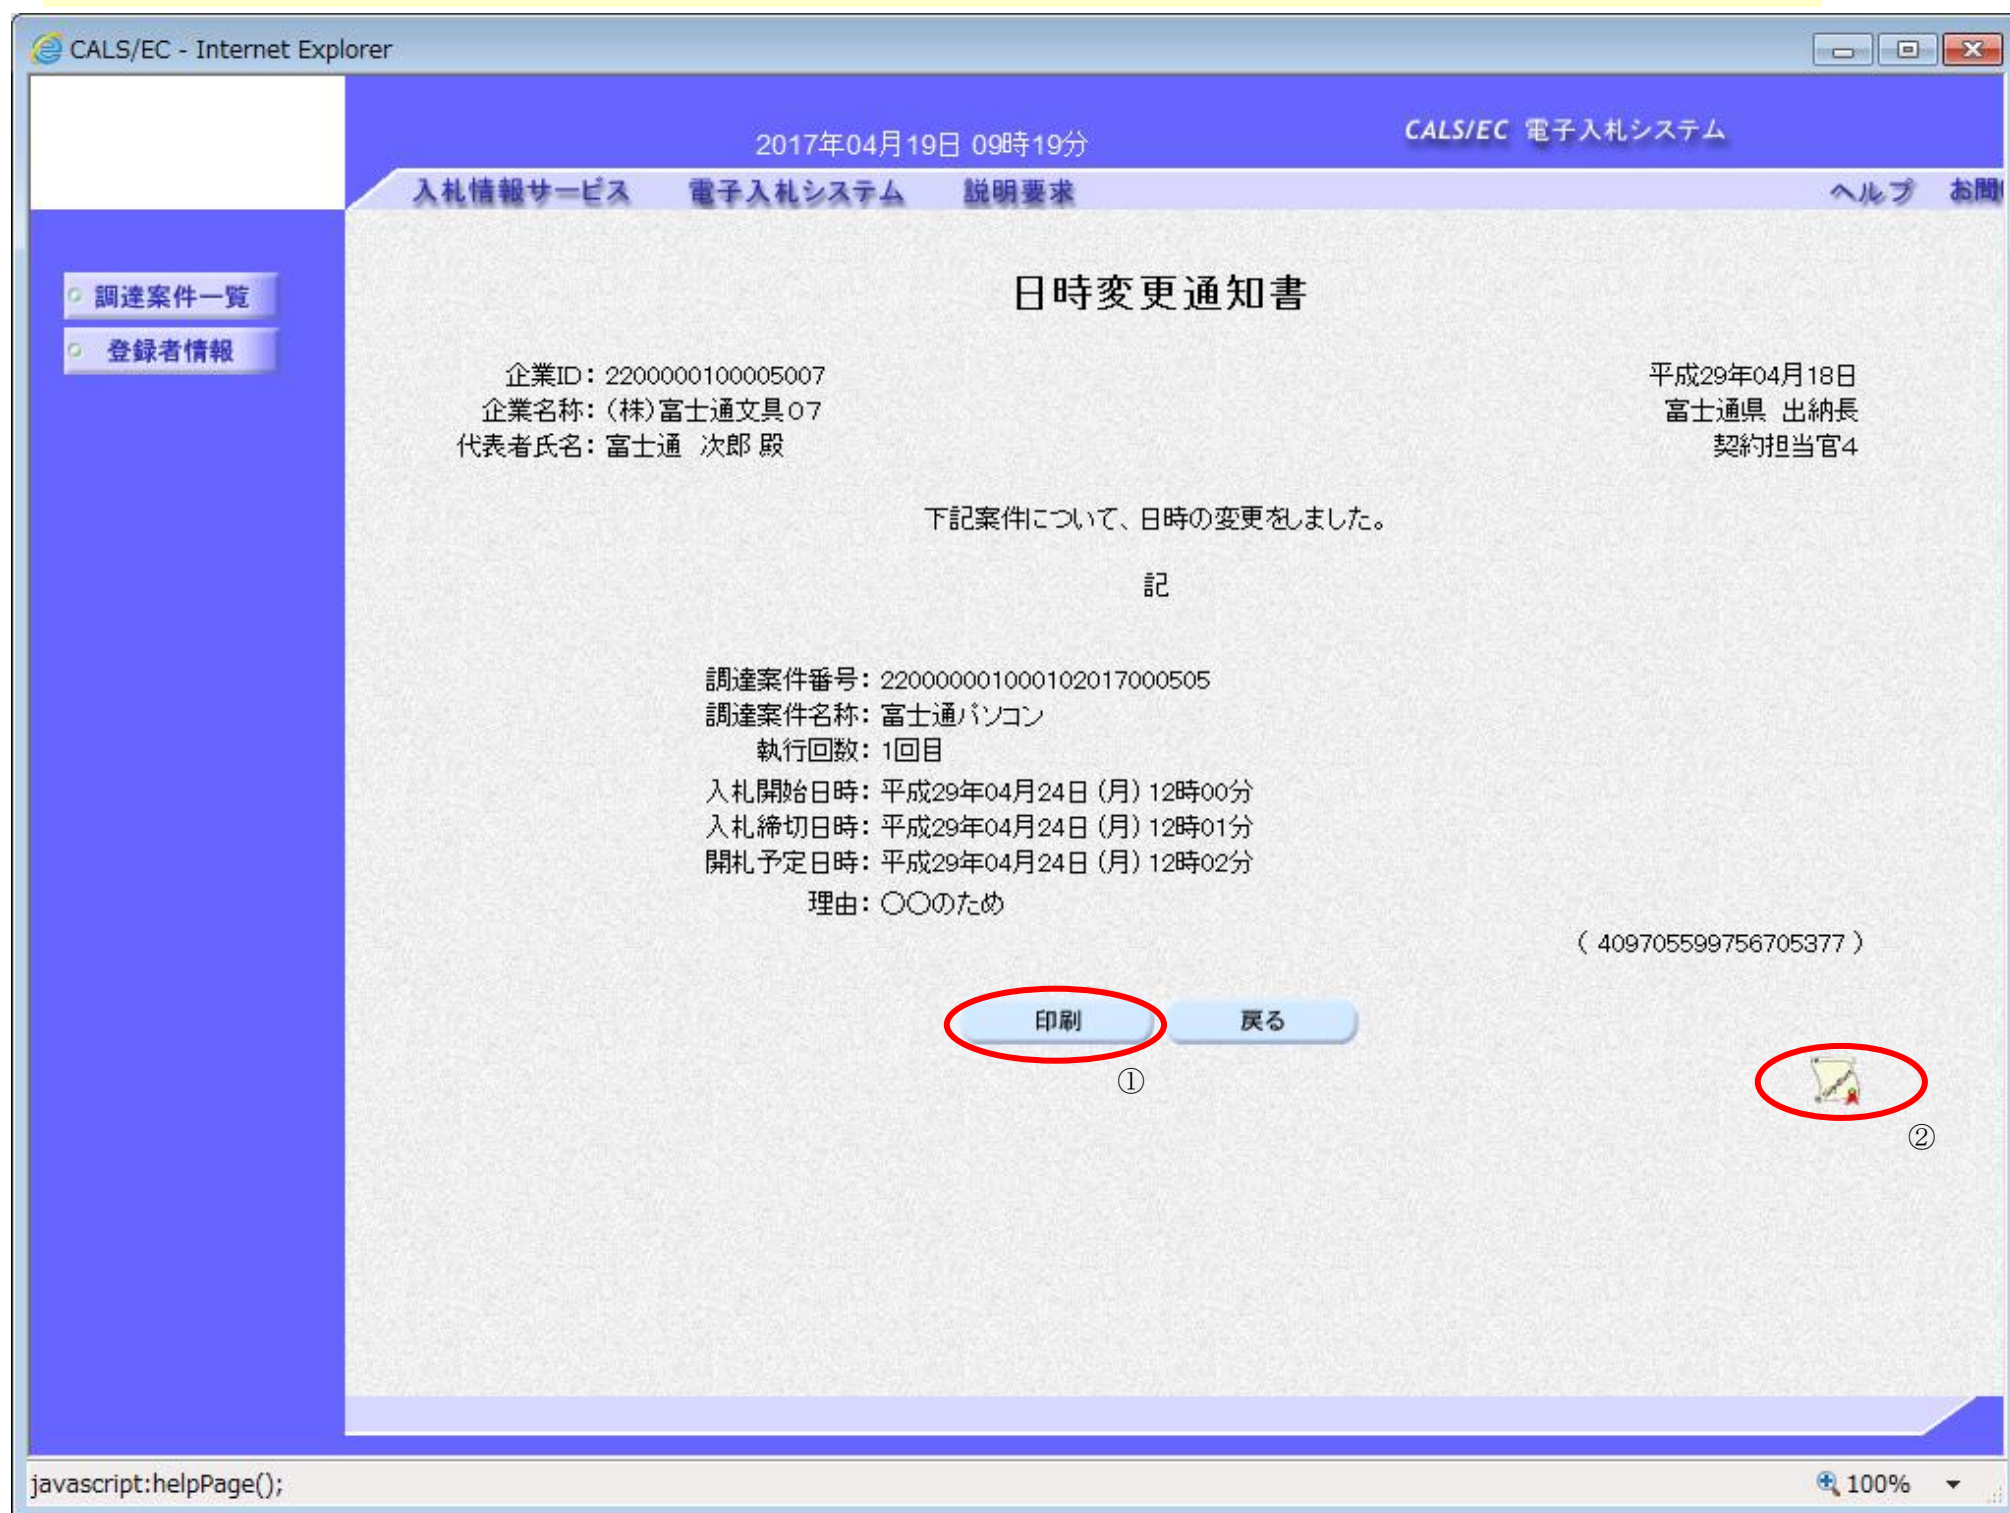 CALS/EC - Internet Explorer
2017年04月19日 09時19分
CALS/EC 電子入札システム
入札情報サービス 電子入札システム 説明要求 ヘルプ お問
調達案件一覧
登録者情報
日時変更通知書
企業ID：2200000100005007
企業名称：（株）富士通文具０７
代表者氏名：富士通 次郎 殿
平成29年04月18日
富士通県 出納長
契約担当官４
下記案件について、日時の変更をしました。
記
調達案件番号：2200000010001​02017000505
調達案件名称：富士通パソコン
執行回数：1回目
入札開始日時：平成29年04月24日（月）12時00分
入札締切日時：平成29年04月24日（月）12時01分
開札予定日時：平成29年04月24日（月）12時02分
理由：〇〇のため
（ 409705599756705377 ）
印刷 戻る
①
②
javascript:helpPage();
100%